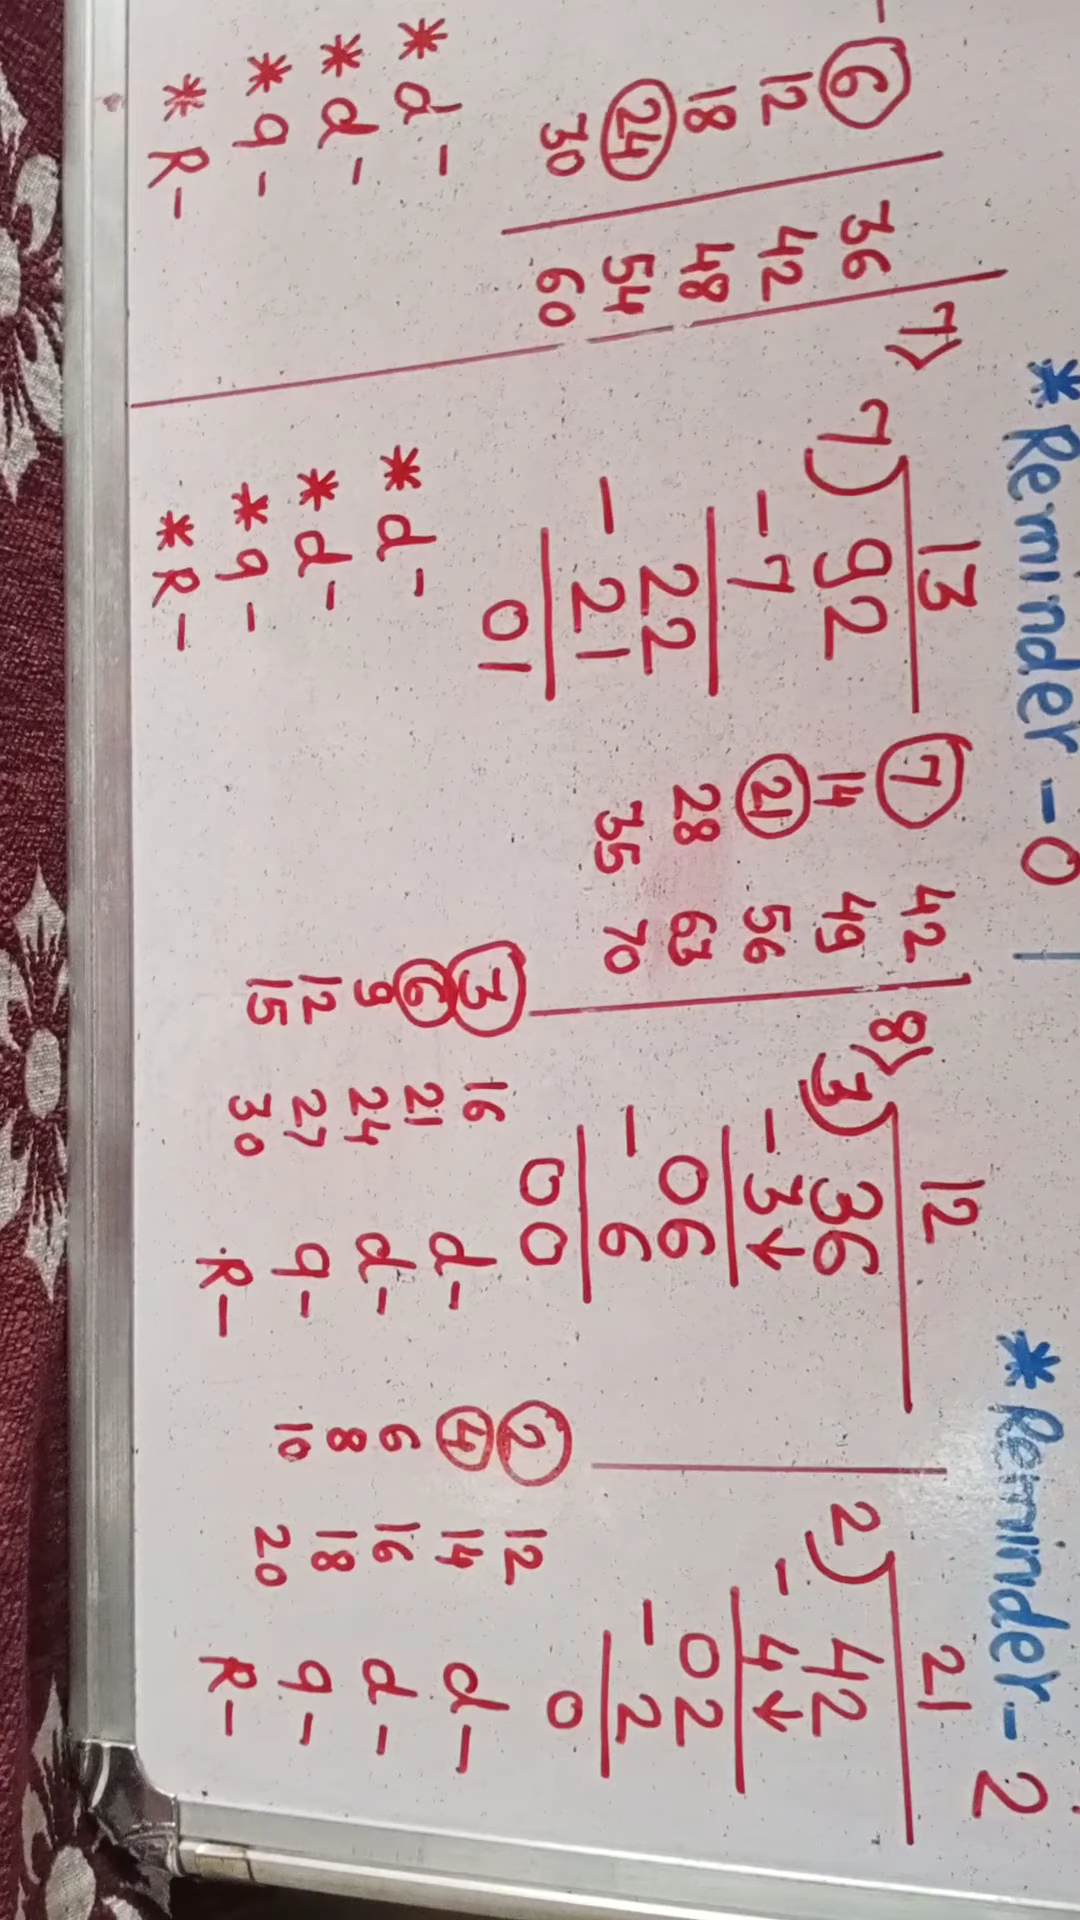 * Reminder - 0
* Reminder - 2
6 36
12 42
18 48
24 54
30 60
* d -
* d -
* q -
* R -
7>
13
7)92
-7
22
-21
01
7 42
14 49
21 56
28 63
35 70
* d -
* d -
* q -
* R -
8>
12
3)36
-3↓
06
-6
00
3 16
6 21
9 24
12 27
15 30
d -
d -
q -
R -
21
2)42
-4↓
02
-2
0
2 12
4 14
6 16
8 18
10 20
d -
d -
q -
R -